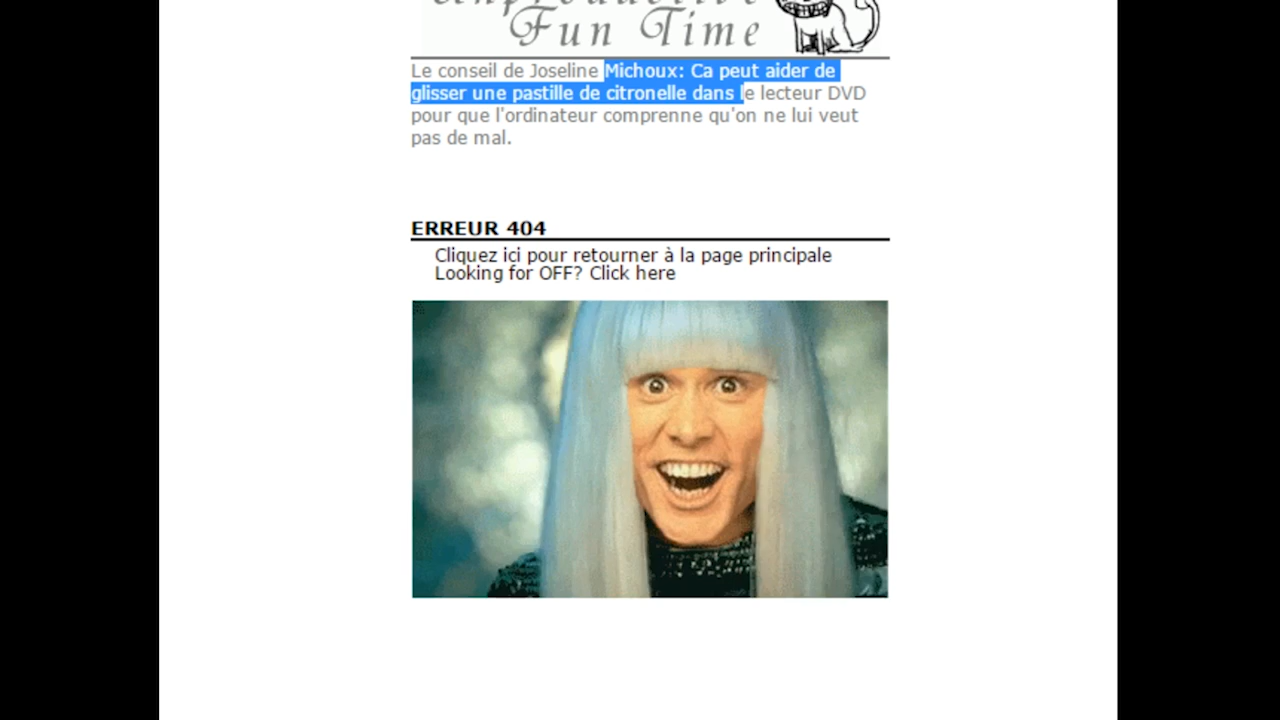 Unproductive
Fun Time
Le conseil de Joseline Michoux: Ca peut aider de
glisser une pastille de citronelle dans le lecteur DVD
pour que l'ordinateur comprenne qu'on ne lui veut
pas de mal.
ERREUR 404
Cliquez ici pour retourner à la page principale
Looking for OFF? Click here